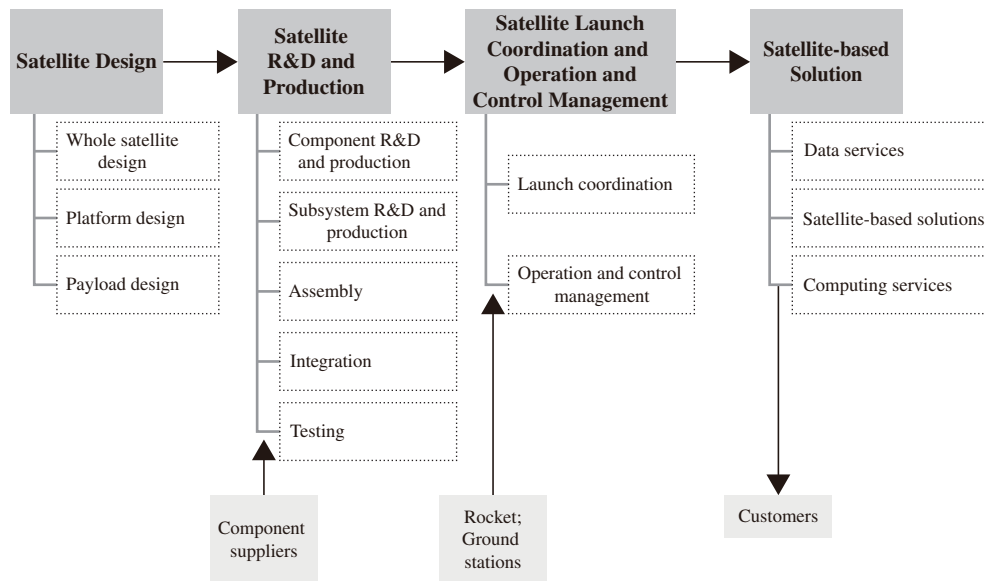 Satellite Design
Satellite
R&D and
Production
Satellite Launch
Coordination and
Operation and
Control Management
Satellite-based
Solution
Whole satellite
design
Platform design
Payload design
Component R&D
and production
Subsystem R&D and
production
Assembly
Integration
Testing
Launch coordination
Operation and control
management
Data services
Satellite-based solutions
Computing services
Component
suppliers
Rocket;
Ground
stations
Customers